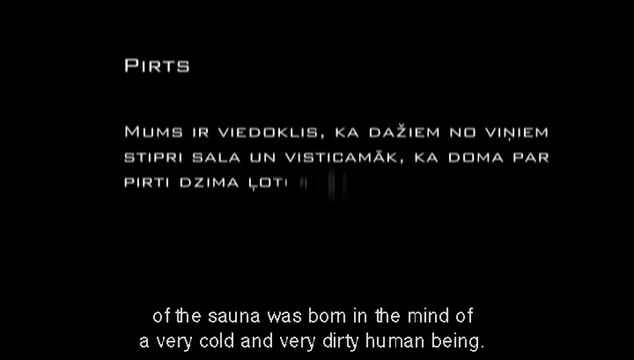 Pirts
Mums ir viedoklis, ka dažiem no viņiem
stipri sala un visticamāk, ka doma par
pirti dzima ļoti
of the sauna was born in the mind of
a very cold and very dirty human being.